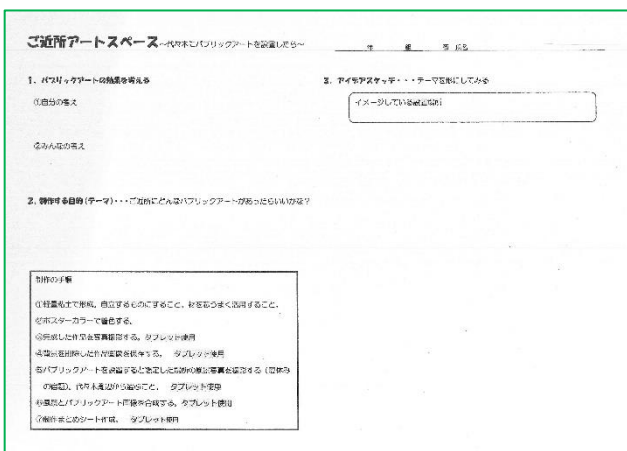 ご近所アートスペース～代々木にパブリックアートを設置したら～
年　組　番 氏名
1. パブリックアートの効果を考える
①自分の考え
②みんなの考え
2. 制作する目的(テーマ)・・・ご近所にどんなパブリックアートがあったらいいかな？
制作の手順
①軽量粘土で形成。自立するものにすること、材を芯うまく活用すること。
②ポスターカラーで着色する。
③完成した作品を写真撮影する。タブレット使用
④背景を削除した作品画像を保存する。　タブレット使用
⑤パブリックアートを設置すると想定した場所の風景写真を撮影する（夏休み
の宿題）。代々木周辺から選ぶこと。　タブレット使用
⑥風景とパブリックアート画像を合成する。タブレット使用
⑦制作まとめシート作成。　タブレット使用
3. アイデアスケッチ・・・テーマを形にしてみる
イメージしている設置場所